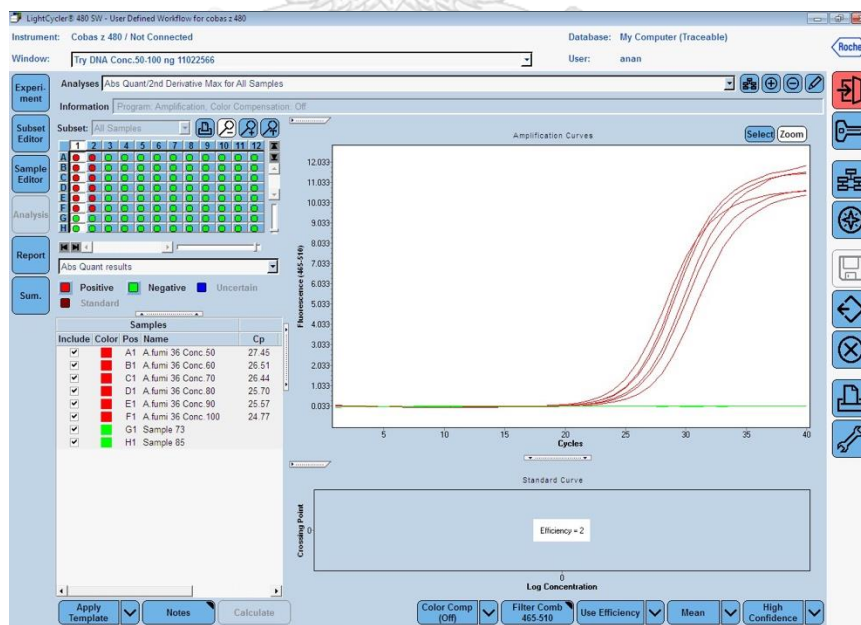 LightCycler® 480 SW - User Defined Workflow for cobas z 480
Instrument: Cobas z 480 / Not Connected
Database: My Computer (Traceable)
Window: Try DNA Conc.50-100 ng 11022566
User: anan
Roche
Experi-
ment
Subset
Editor
Sample
Editor
Analysis
Report
Sum.
Analyses Abs Quant/2nd Derivative Max for All Samples
Information Program: Amplification, Color Compensation: Off
Subset: All Samples
1 2 3 4 5 6 7 8 9 10 11 12
A
B
C
D
E
F
G
H
Abs Quant results
Positive Negative Uncertain
Standard
Samples
Include Color Pos Name Cp
A1 A.fumi 36 Conc.50 27.45
B1 A.fumi 36 Conc.60 26.51
C1 A.fumi 36 Conc.70 26.44
D1 A.fumi 36 Conc.80 25.70
E1 A.fumi 36 Conc.90 25.57
F1 A.fumi 36 Conc.100 24.77
G1 Sample 73
H1 Sample 85
Amplification Curves
Select Zoom
Fluorescence (465-510)
12.033
11.033
10.033
9.033
8.033
7.033
6.033
5.033
4.033
3.033
2.033
1.033
0.033
5 10 15 20 25 30 35 40
Cycles
Standard Curve
Crossing Point
0
Efficiency = 2
0
Log Concentration
Apply
Template
Notes
Calculate
Color Comp
(Off)
Filter Comb
465-510
Use Efficiency
Mean
High
Confidence